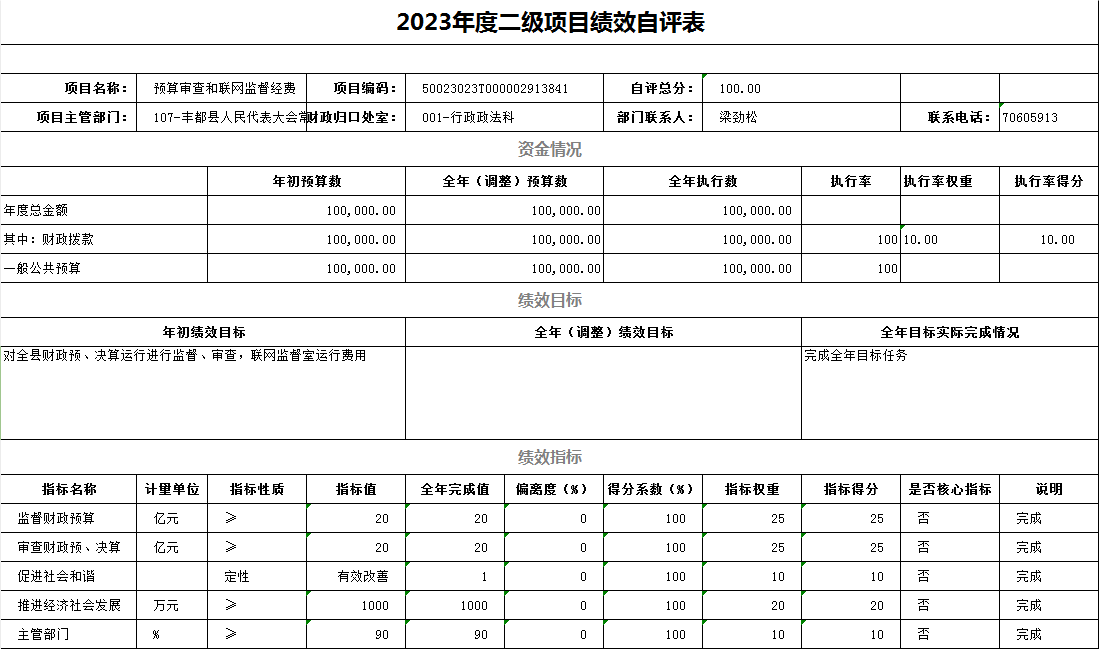 2023年度二级项目绩效自评表
项目名称： 预算审查和联网监督经费 项目编码： 50023023T000002913841 自评总分： 100.00
项目主管部门： 107-丰都县人民代表大会常 财政归口处室： 001-行政政法科 部门联系人： 梁劲松 联系电话： 70605913
资金情况
年初预算数 全年（调整）预算数 全年执行数 执行率 执行率权重 执行率得分
年度总金额 100,000.00 100,000.00 100,000.00
其中：财政拨款 100,000.00 100,000.00 100,000.00 100 10.00 10.00
一般公共预算 100,000.00 100,000.00 100,000.00 100
绩效目标
年初绩效目标 全年（调整）绩效目标 全年目标实际完成情况
对全县财政预、决算运行进行监督、审查，联网监督室运行费用 完成全年目标任务
绩效指标
指标名称 计量单位 指标性质 指标值 全年完成值 偏离度（%） 得分系数（%） 指标权重 指标得分 是否核心指标 说明
监督财政预算 亿元 ≥ 20 20 0 100 25 25 否 完成
审查财政预、决算 亿元 ≥ 20 20 0 100 25 25 否 完成
促进社会和谐 定性 有效改善 1 0 100 10 10 否 完成
推进经济社会发展 万元 ≥ 1000 1000 0 100 20 20 否 完成
主管部门 % ≥ 90 90 0 100 10 10 否 完成